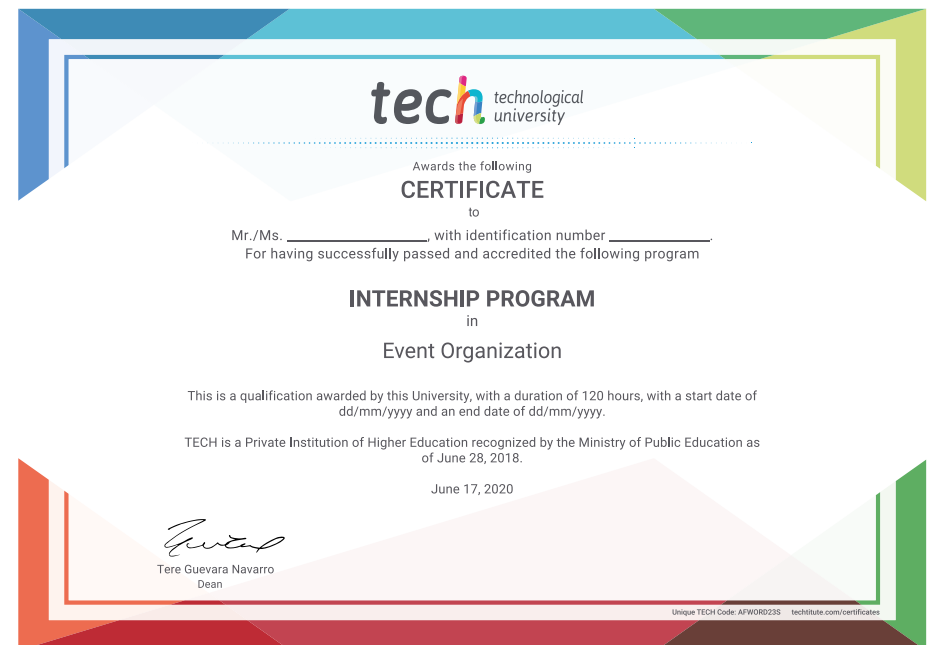 tech technological
university
Awards the following
CERTIFICATE
to
Mr./Ms. ____________________, with identification number ______________.
For having successfully passed and accredited the following program
INTERNSHIP PROGRAM
in
Event Organization
This is a qualification awarded by this University, with a duration of 120 hours, with a start date of
dd/mm/yyyy and an end date of dd/mm/yyyy.
TECH is a Private Institution of Higher Education recognized by the Ministry of Public Education as
of June 28, 2018.
June 17, 2020
Tere Guevara Navarro
Dean
Unique TECH Code: AFWORD23S techtitute.com/certificates